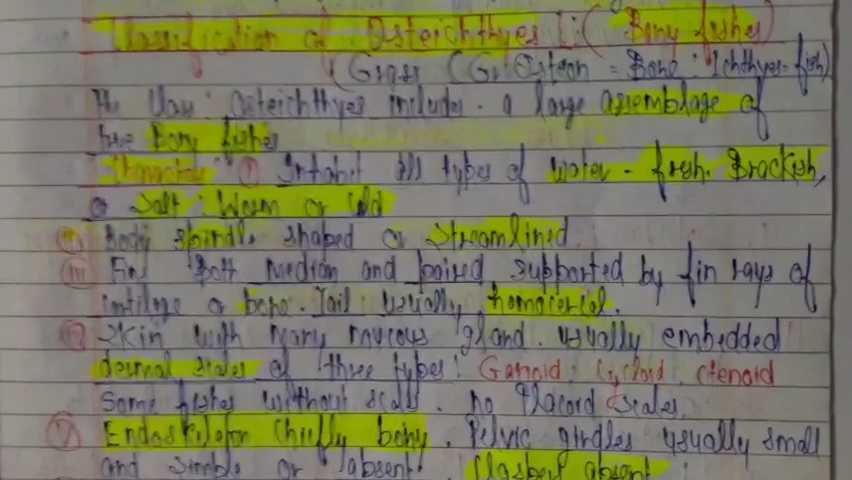 Classification of Osteichthyes I:( Bony fishes)
(Grass (Gr. Osteon = Bone : Ichthyes= fish)
The Class: Osteichthyes includes. a large assemblage of
true bony fishes
Character (i) Inhabit all types of water - fresh. Brackish,
or Salt: Warm or Cold
(ii) Body spindle shaped or streamlined.
(iii) Fins Both median and paired supported by fin rays of
cartilage or bone. Tail usually homocercal.
(iv) Skin with many mucous gland. usually embedded
dermal scales of three types: Ganoid, Cycloid, ctenoid
Some fishes without scals. no Placoid scales.
(V) Endoskeleton Chiefly bony. Pelvic girdles usually small
and simple or absent. Claspers absent.